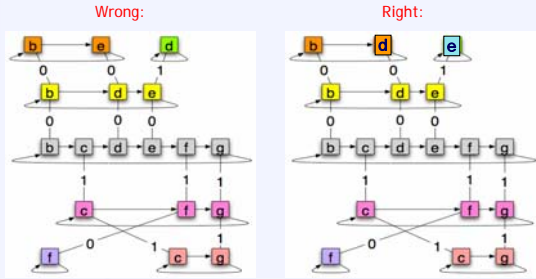 Wrong: Right:
b e d b d e
0 0 1 0 0 1
b d e b d e
0 0 0 0 0 0
b c d e f g b c d e f g
1 1 1 1 1 1
c f g c f g
0 1 1 0 1 1
f c g f c g